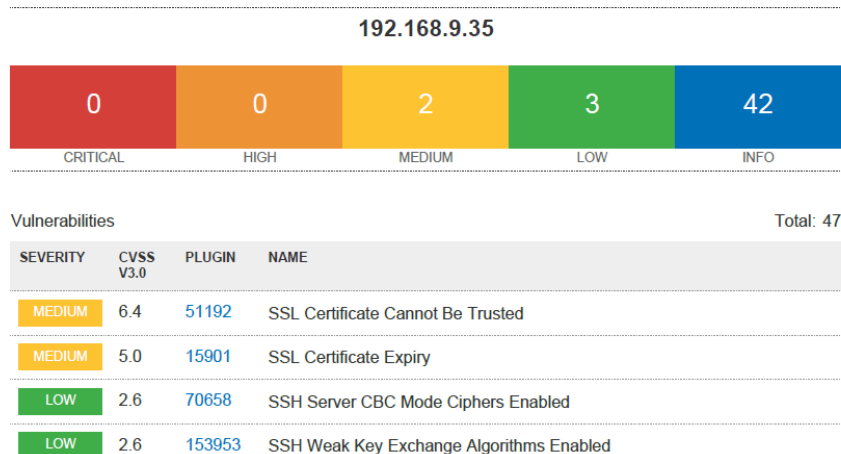 192.168.9.35
0 0 2 3 42
CRITICAL HIGH MEDIUM LOW INFO
Vulnerabilities Total: 47
SEVERITY CVSS V3.0 PLUGIN NAME
MEDIUM 6.4 51192 SSL Certificate Cannot Be Trusted
MEDIUM 5.0 15901 SSL Certificate Expiry
LOW 2.6 70658 SSH Server CBC Mode Ciphers Enabled
LOW 2.6 153953 SSH Weak Key Exchange Algorithms Enabled